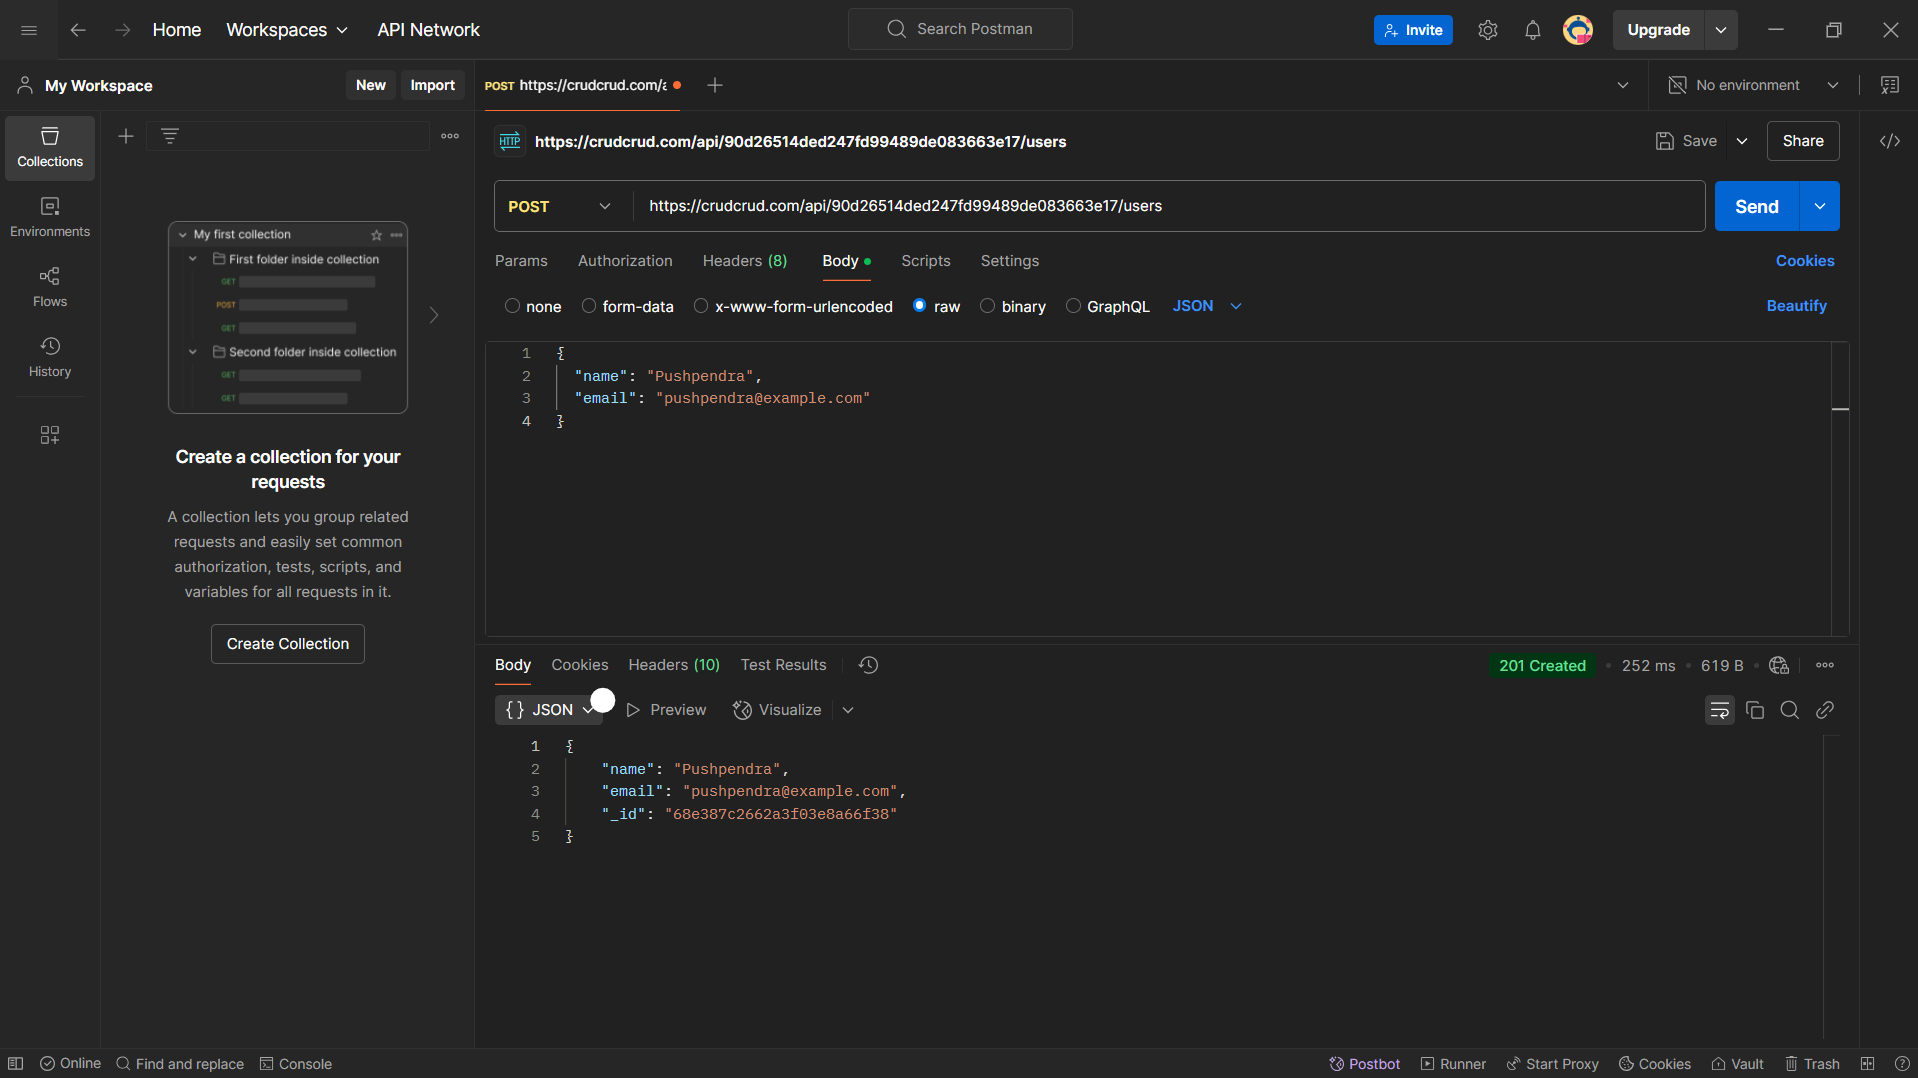 Home Workspaces API Network Search Postman Invite Upgrade
My Workspace New Import POST https://crudcrud.com/a No environment
HTTP https://crudcrud.com/api/90d26514ded247fd99489de083663e17/users Save Share
Collections
Environments
Flows
History
My first collection
First folder inside collection
GET
POST
GET
Second folder inside collection
GET
GET
Create a collection for your
requests
A collection lets you group related
requests and easily set common
authorization, tests, scripts, and
variables for all requests in it.
Create Collection
POST https://crudcrud.com/api/90d26514ded247fd99489de083663e17/users Send
Params Authorization Headers (8) Body Scripts Settings Cookies
none form-data x-www-form-urlencoded raw binary GraphQL JSON Beautify
1 {
2 "name": "Pushpendra",
3 "email": "pushpendra@example.com"
4 }
Body Cookies Headers (10) Test Results 201 Created 252 ms 619 B
{} JSON Preview Visualize
1 {
2 "name": "Pushpendra",
3 "email": "pushpendra@example.com",
4 "_id": "68e387c2662a3f03e8a66f38"
5 }
Online Find and replace Console Postbot Runner Start Proxy Cookies Vault Trash